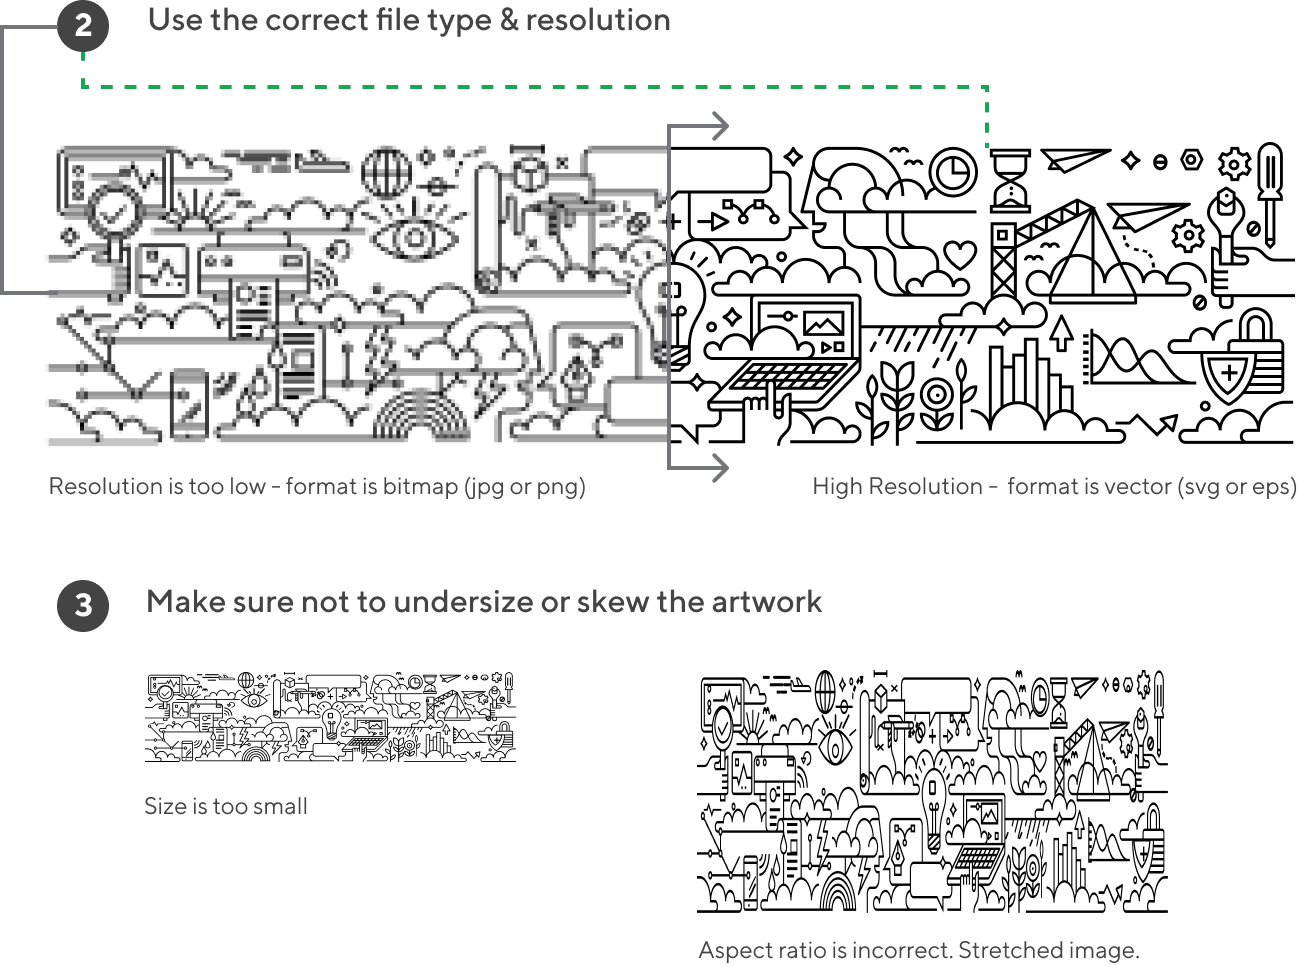 2
Use the correct file type & resolution
Resolution is too low - format is bitmap (jpg or png)
High Resolution - format is vector (svg or eps)
3
Make sure not to undersize or skew the artwork
Size is too small
Aspect ratio is incorrect. Stretched image.